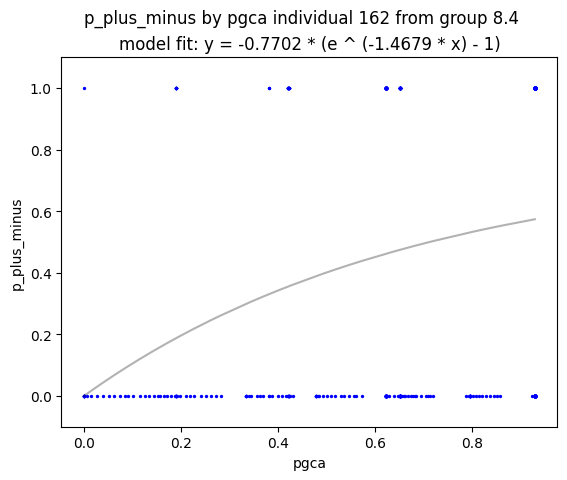 p_plus_minus by pgca individual 162 from group 8.4
model fit: y = -0.7702 * (e ^ (-1.4679 * x) - 1)
1.0
0.8
0.6
0.4
0.2
0.0
p_plus_minus
0.0 0.2 0.4 0.6 0.8
pgca